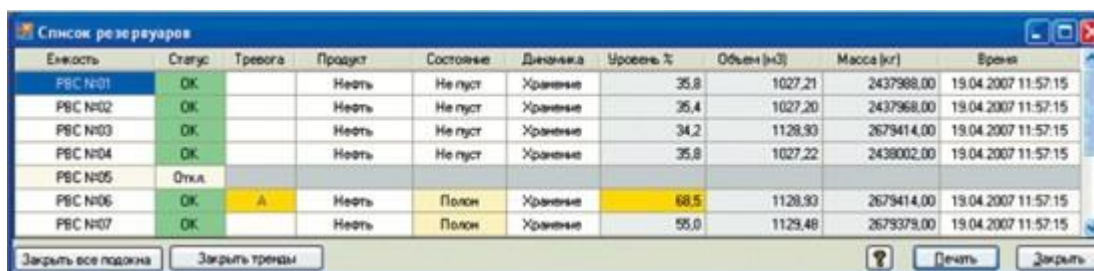 Список резервуаров
Емкость Статус Тревога Продукт Состояние Динамика Уровень % Объем (м3) Масса (кг) Время
РВС №01 OK Нефть Не пуст Хранение 35,8 1027,21 2437988,00 19.04.2007 11:57:15
РВС №02 OK Нефть Не пуст Хранение 35,4 1027,20 2437968,00 19.04.2007 11:57:15
РВС №03 OK Нефть Не пуст Хранение 34,2 1128,93 2679414,00 19.04.2007 11:57:15
РВС №04 OK Нефть Не пуст Хранение 35,8 1027,22 2438002,00 19.04.2007 11:57:15
РВС №05 Откл.
РВС №06 OK А Нефть Полон Хранение 68,5 1128,93 2679414,00 19.04.2007 11:57:15
РВС №07 OK Нефть Полон Хранение 55,0 1129,48 2679379,00 19.04.2007 11:57:15
Закрыть все подокна Закрыть тренды ? Печать Закрыть